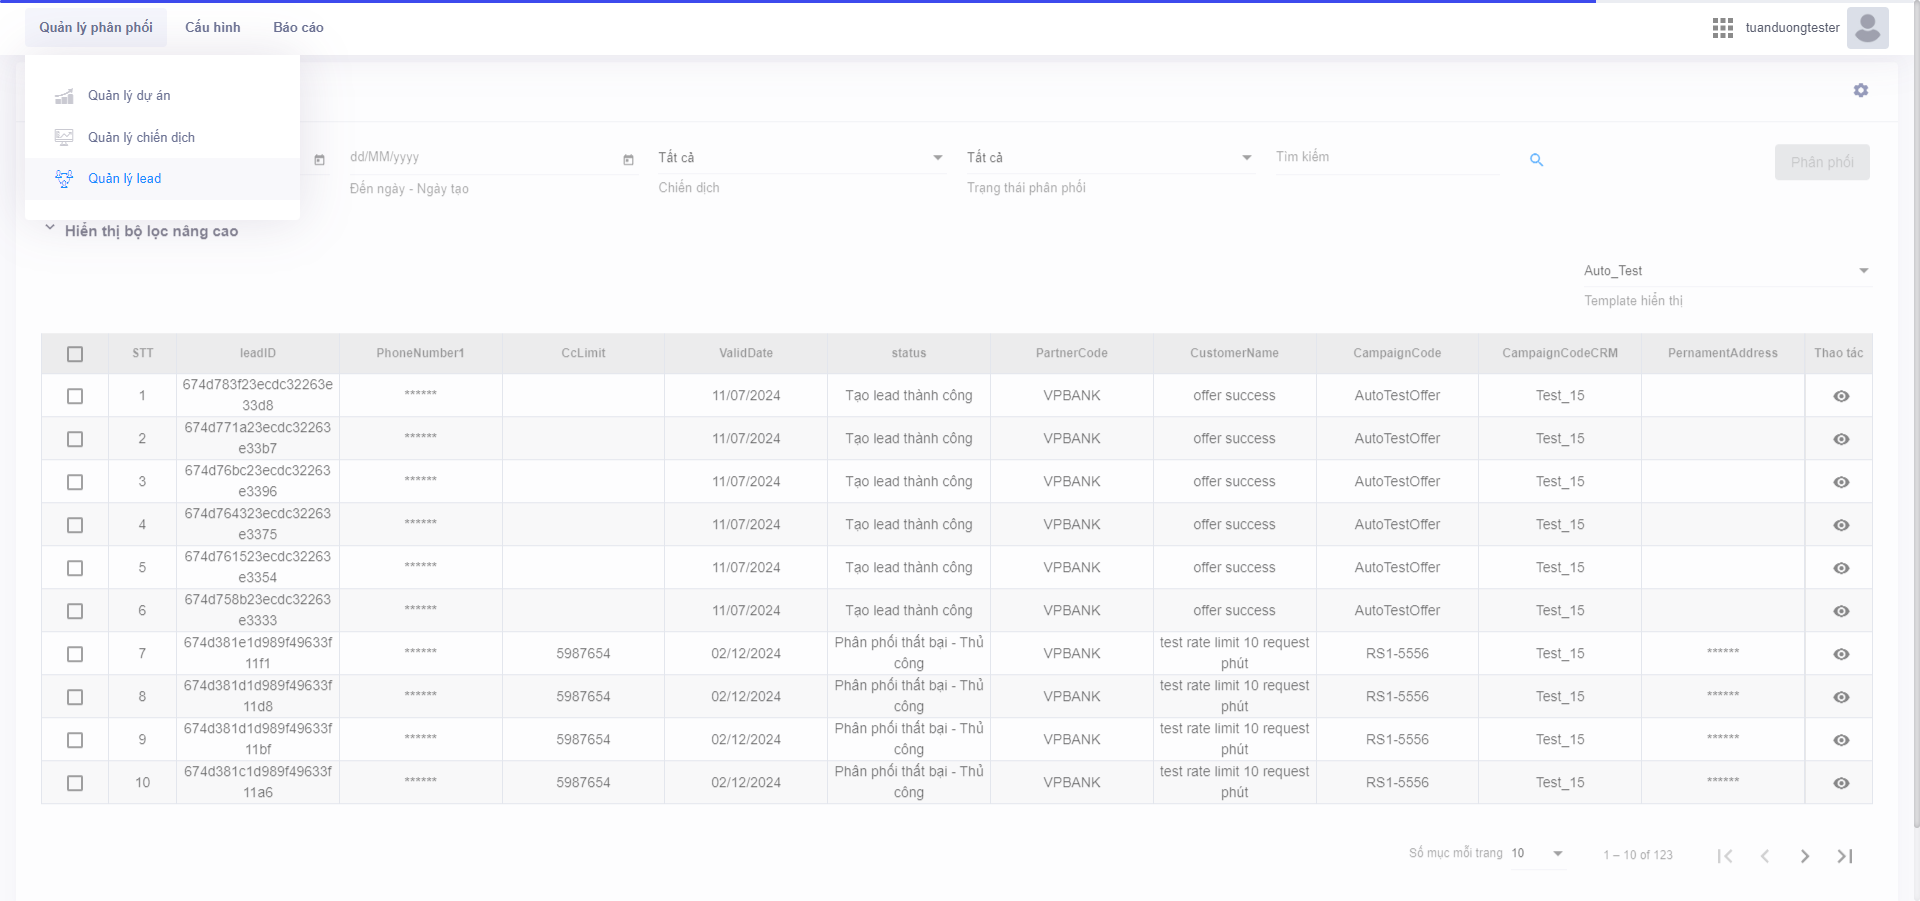 Quản lý phân phối Cấu hình Báo cáo tuanduongtester
Quản lý dự án
Quản lý chiến dịch
Quản lý lead
dd/MM/yyyy Tất cả Tất cả Tìm kiếm Phân phối
Đến ngày - Ngày tạo Chiến dịch Trạng thái phân phối
Hiển thị bộ lọc nâng cao
Auto_Test
Template hiển thị
STT leadID PhoneNumber1 CcLimit ValidDate status PartnerCode CustomerName CampaignCode CampaignCodeCRM PernamentAddress Thao tác
1 674d783f23ecdc32263e33d8 ****** 11/07/2024 Tạo lead thành công VPBANK offer success AutoTestOffer Test_15
2 674d771a23ecdc32263e33b7 ****** 11/07/2024 Tạo lead thành công VPBANK offer success AutoTestOffer Test_15
3 674d76bc23ecdc32263e3396 ****** 11/07/2024 Tạo lead thành công VPBANK offer success AutoTestOffer Test_15
4 674d764323ecdc32263e3375 ****** 11/07/2024 Tạo lead thành công VPBANK offer success AutoTestOffer Test_15
5 674d761523ecdc32263e3354 ****** 11/07/2024 Tạo lead thành công VPBANK offer success AutoTestOffer Test_15
6 674d758b23ecdc32263e3333 ****** 11/07/2024 Tạo lead thành công VPBANK offer success AutoTestOffer Test_15
7 674d381e1d989f49633f11f1 ****** 5987654 02/12/2024 Phân phối thất bại - Thủ công VPBANK test rate limit 10 request phút RS1-5556 Test_15 ******
8 674d381d1d989f49633f11d8 ****** 5987654 02/12/2024 Phân phối thất bại - Thủ công VPBANK test rate limit 10 request phút RS1-5556 Test_15 ******
9 674d381d1d989f49633f11bf ****** 5987654 02/12/2024 Phân phối thất bại - Thủ công VPBANK test rate limit 10 request phút RS1-5556 Test_15 ******
10 674d381c1d989f49633f11a6 ****** 5987654 02/12/2024 Phân phối thất bại - Thủ công VPBANK test rate limit 10 request phút RS1-5556 Test_15 ******
Số mục mỗi trang 10 1 – 10 of 123